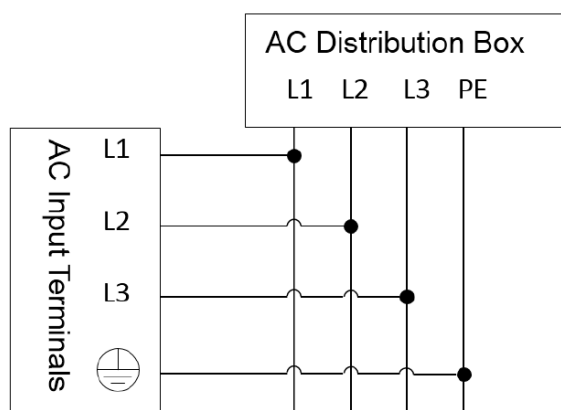 AC Distribution Box
L1 L2 L3 PE
AC Input Terminals
L1
L2
L3